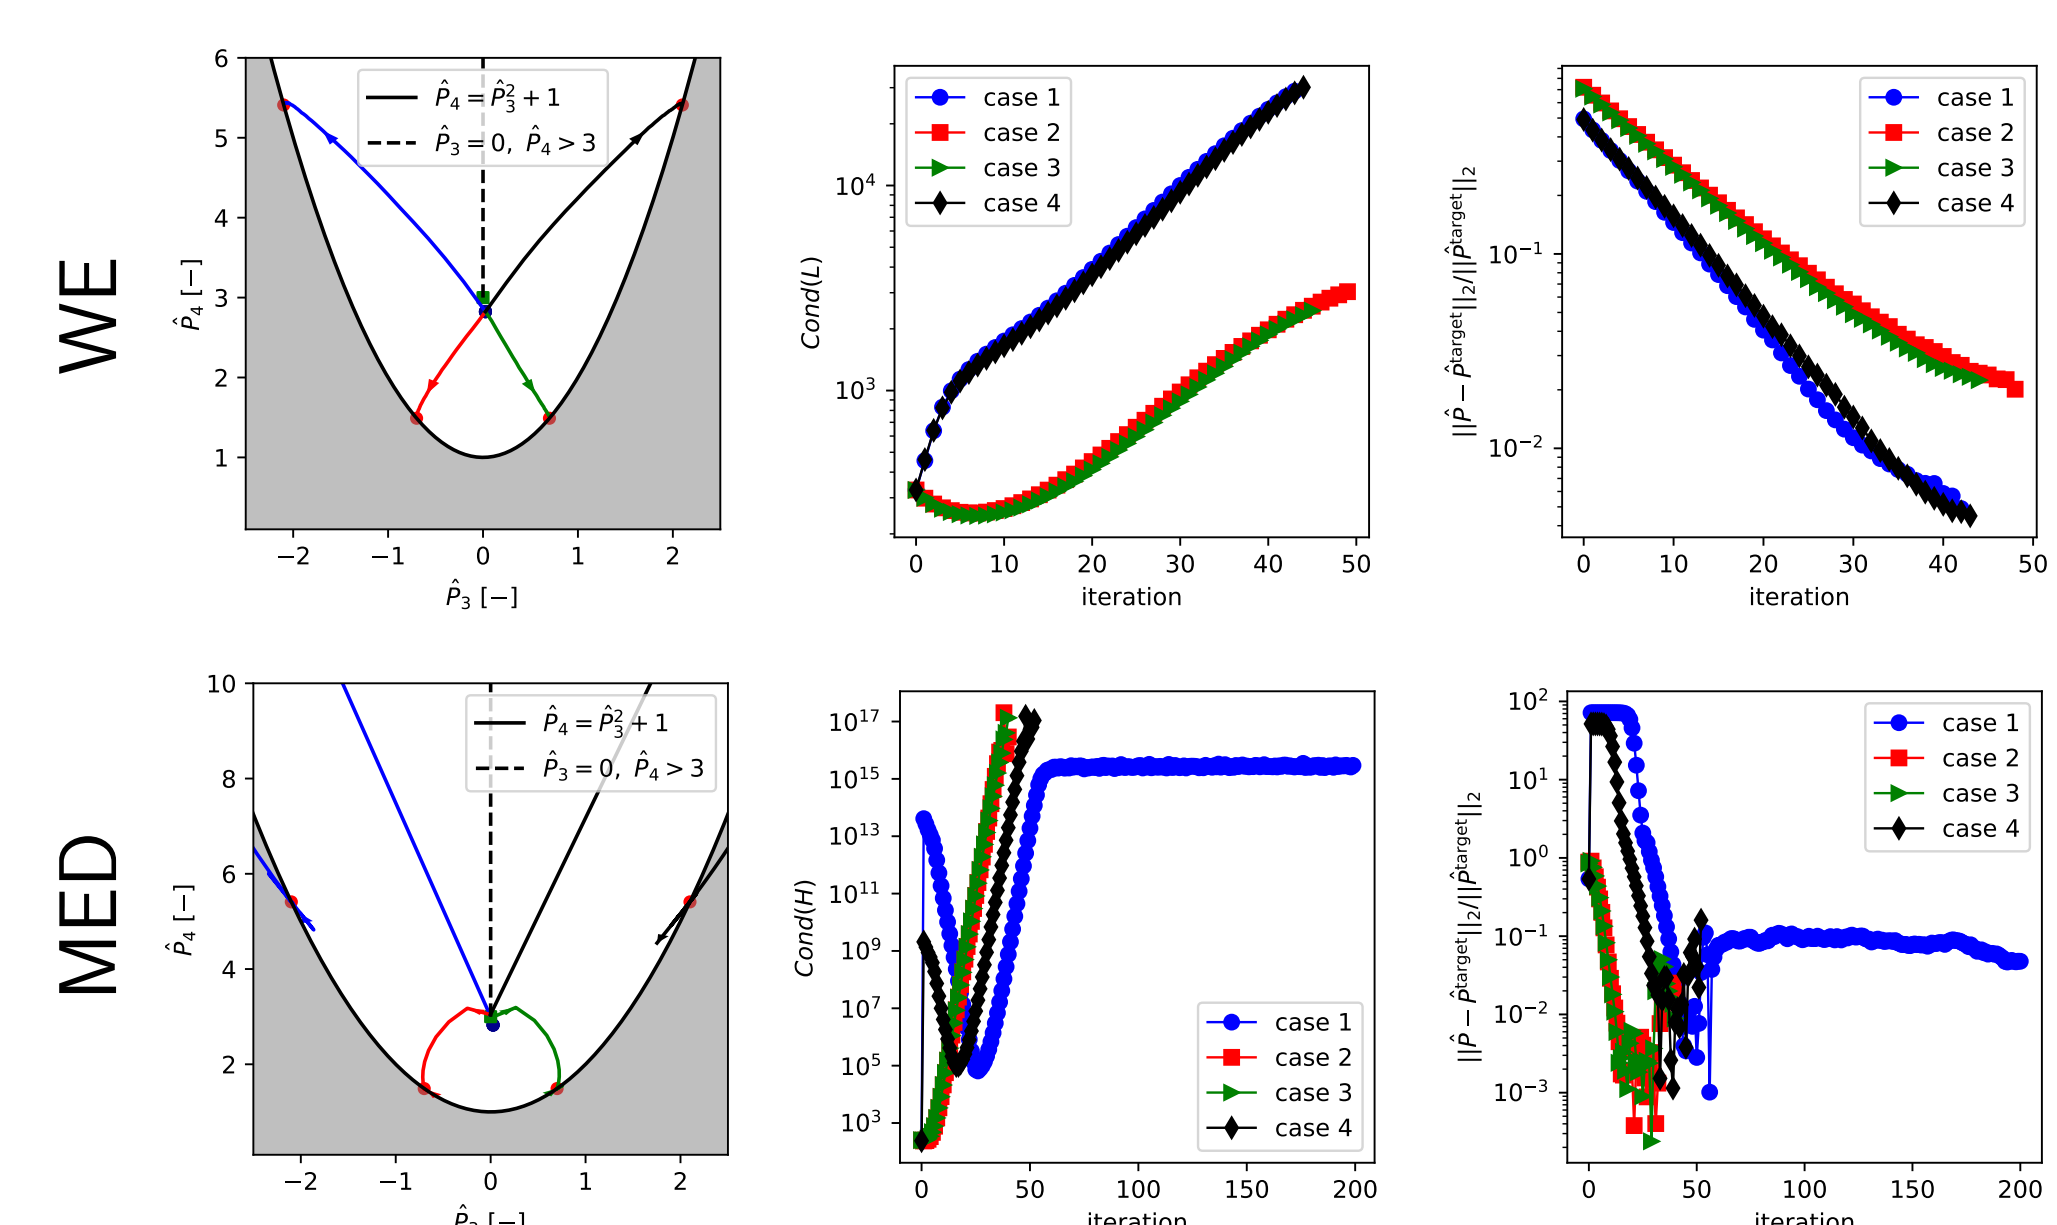 WE
6
5
4
3
2
1
−2 −1 0 1 2
P̂₄ [−]
P̂₃ [−]
P̂₄ = P̂₃² + 1
P̂₃ = 0, P̂₄ > 3
10⁴
10³
0 10 20 30 40 50
Cond(L)
iteration
case 1
case 2
case 3
case 4
10⁻¹
10⁻²
0 10 20 30 40 50
||P̂ − P̂ᵗᵃʳᵍᵉᵗ||₂/||P̂ᵗᵃʳᵍᵉᵗ||₂
iteration
case 1
case 2
case 3
case 4
MED
10
8
6
4
2
−2 −1 0 1 2
P̂₄ [−]
P̂₃ [−]
P̂₄ = P̂₃² + 1
P̂₃ = 0, P̂₄ > 3
10¹⁷
10¹⁵
10¹³
10¹¹
10⁹
10⁷
10⁵
10³
0 50 100 150 200
Cond(H)
iteration
case 1
case 2
case 3
case 4
10²
10¹
10⁰
10⁻¹
10⁻²
10⁻³
0 50 100 150 200
||P̂ − P̂ᵗᵃʳᵍᵉᵗ||₂/||P̂ᵗᵃʳᵍᵉᵗ||₂
iteration
case 1
case 2
case 3
case 4